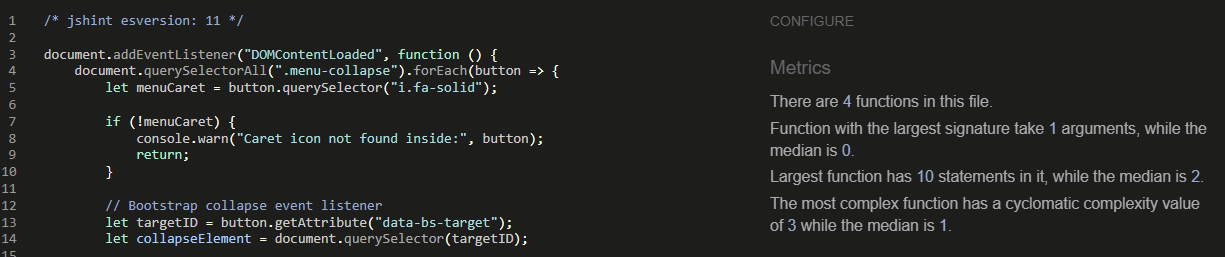 1 /* jshint esversion: 11 */
2
3 document.addEventListener("DOMContentLoaded", function () {
4     document.querySelectorAll(".menu-collapse").forEach(button => {
5         let menuCaret = button.querySelector("i.fa-solid");
6
7         if (!menuCaret) {
8             console.warn("Caret icon not found inside:", button);
9             return;
10         }
11
12         // Bootstrap collapse event listener
13         let targetID = button.getAttribute("data-bs-target");
14         let collapseElement = document.querySelector(targetID);
15
CONFIGURE
Metrics
There are 4 functions in this file.
Function with the largest signature take 1 arguments, while the
median is 0.
Largest function has 10 statements in it, while the median is 2.
The most complex function has a cyclomatic complexity value
of 3 while the median is 1.